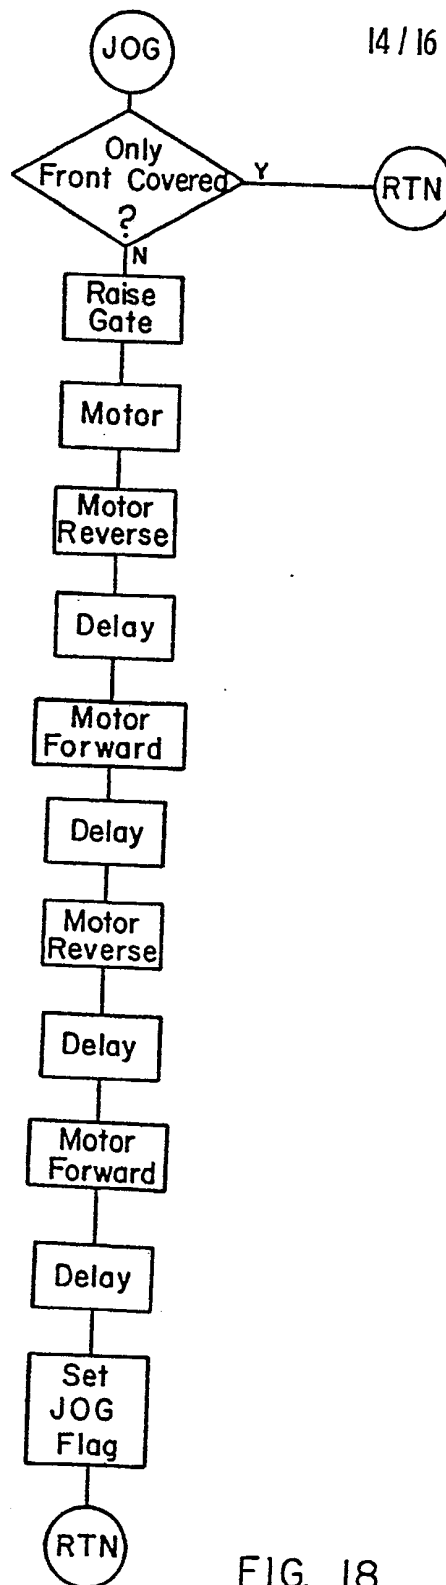 JOG
14/16
Only
Front Covered
?
Y
RTN
N
Raise
Gate
Motor
Motor
Reverse
Delay
Motor
Forward
Delay
Motor
Reverse
Delay
Motor
Forward
Delay
Set
JOG
Flag
RTN
FIG. 18